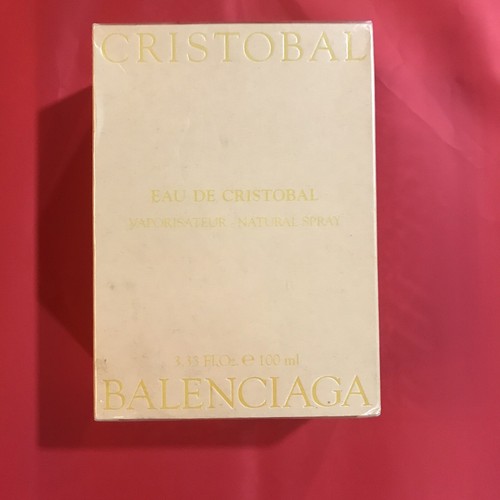 CRISTOBAL
EAU DE CRISTOBAL
VAPORISATEUR - NATURAL SPRAY
3.33 Fl.Oz. ℮ 100 ml
BALENCIAGA